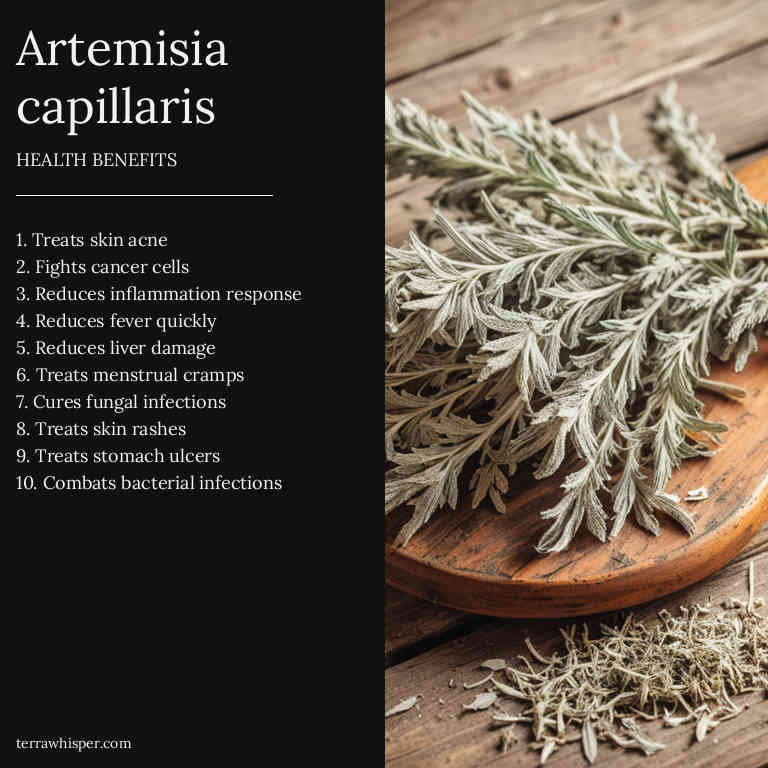 Artemisia
capillaris
HEALTH BENEFITS
1. Treats skin acne
2. Fights cancer cells
3. Reduces inflammation response
4. Reduces fever quickly
5. Reduces liver damage
6. Treats menstrual cramps
7. Cures fungal infections
8. Treats skin rashes
9. Treats stomach ulcers
10. Combats bacterial infections
terrawhisper.com